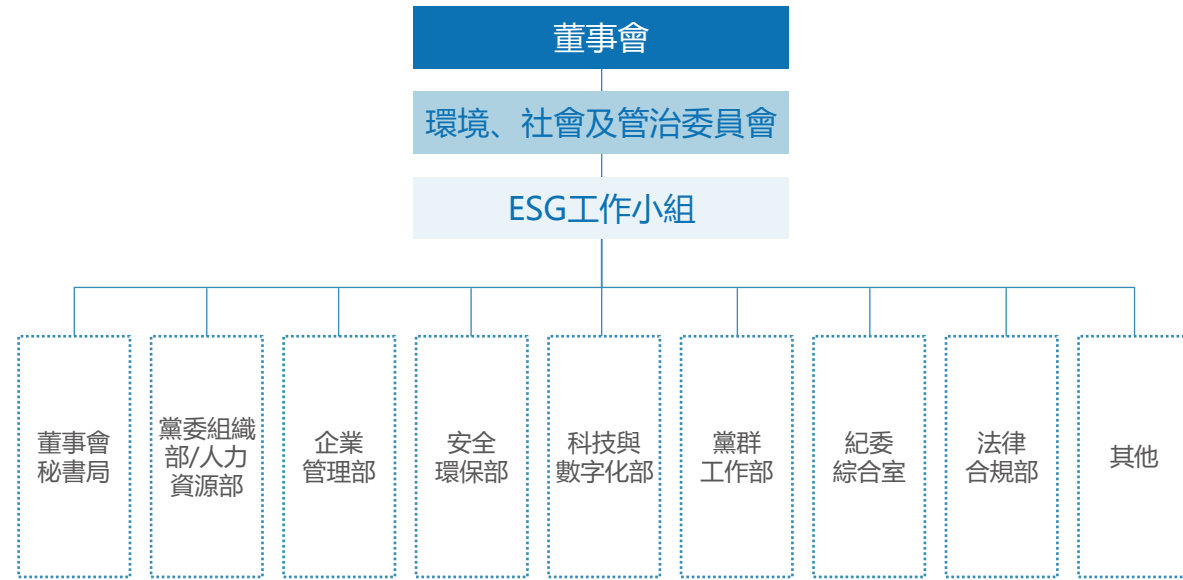 董事會
環境、社會及管治委員會
ESG工作小組
董事會
秘書局
黨委組織
部/人力
資源部
企業
管理部
安全
環保部
科技與
數字化部
黨群
工作部
紀委
綜合室
法律
合規部
其他